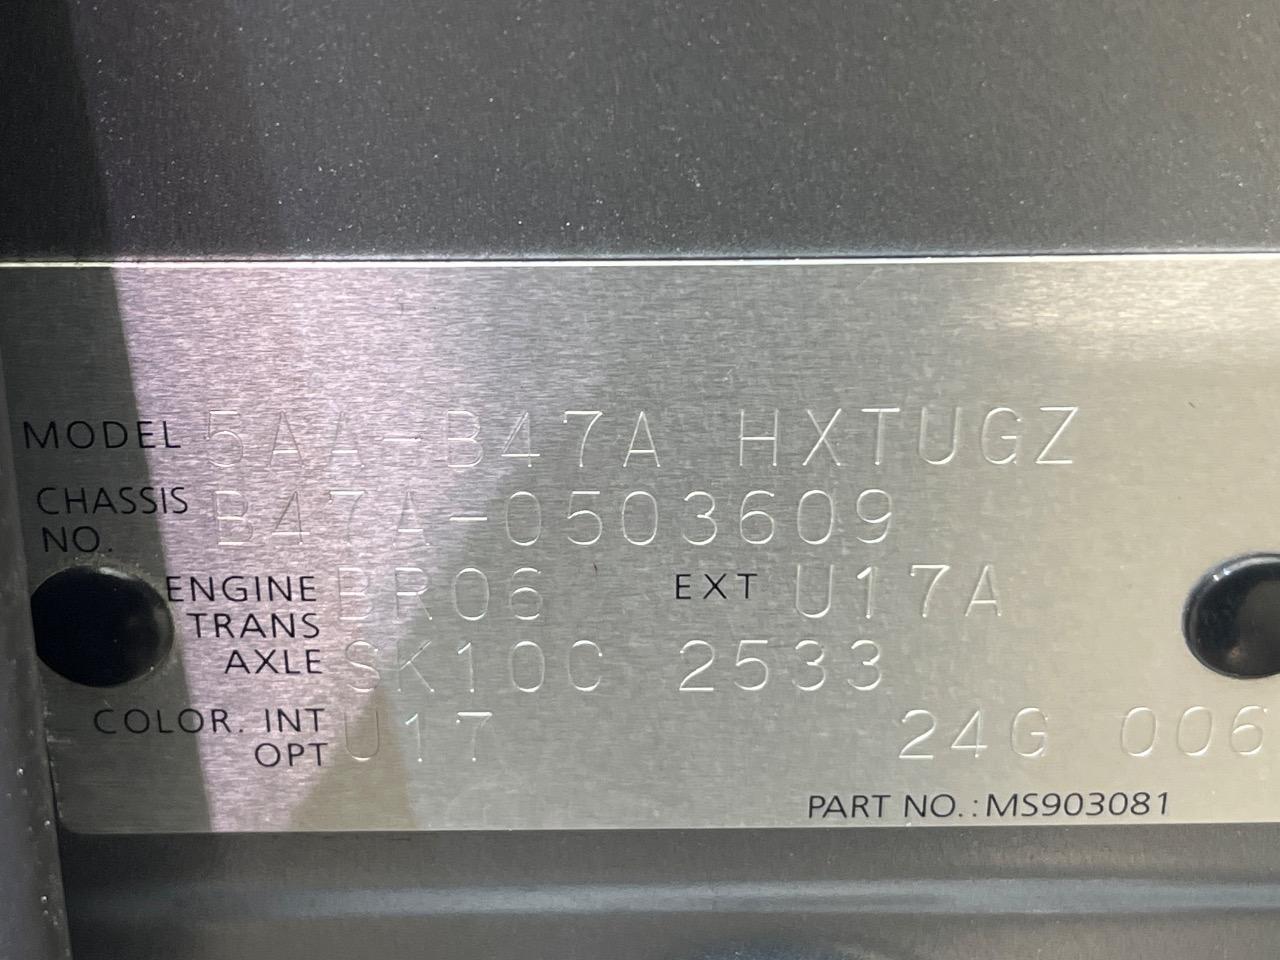 MODEL 5AA-B47A HXTUGZ
CHASSIS NO. B47A-0503609
ENGINE BR06 EXT U17A
TRANS
AXLE SK10C 2533
COLOR. INT U17 24G 006
OPT
PART NO.:MS903081